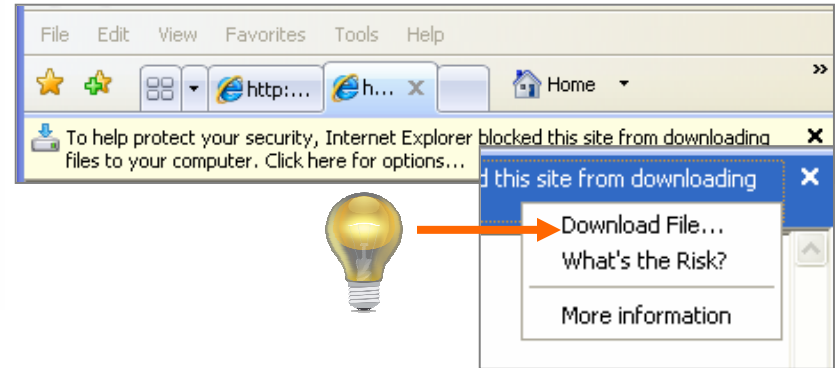 File Edit View Favorites Tools Help
http:... h... Home »
To help protect your security, Internet Explorer blocked this site from downloading
files to your computer. Click here for options...
d this site from downloading
Download File...
What's the Risk?
More information